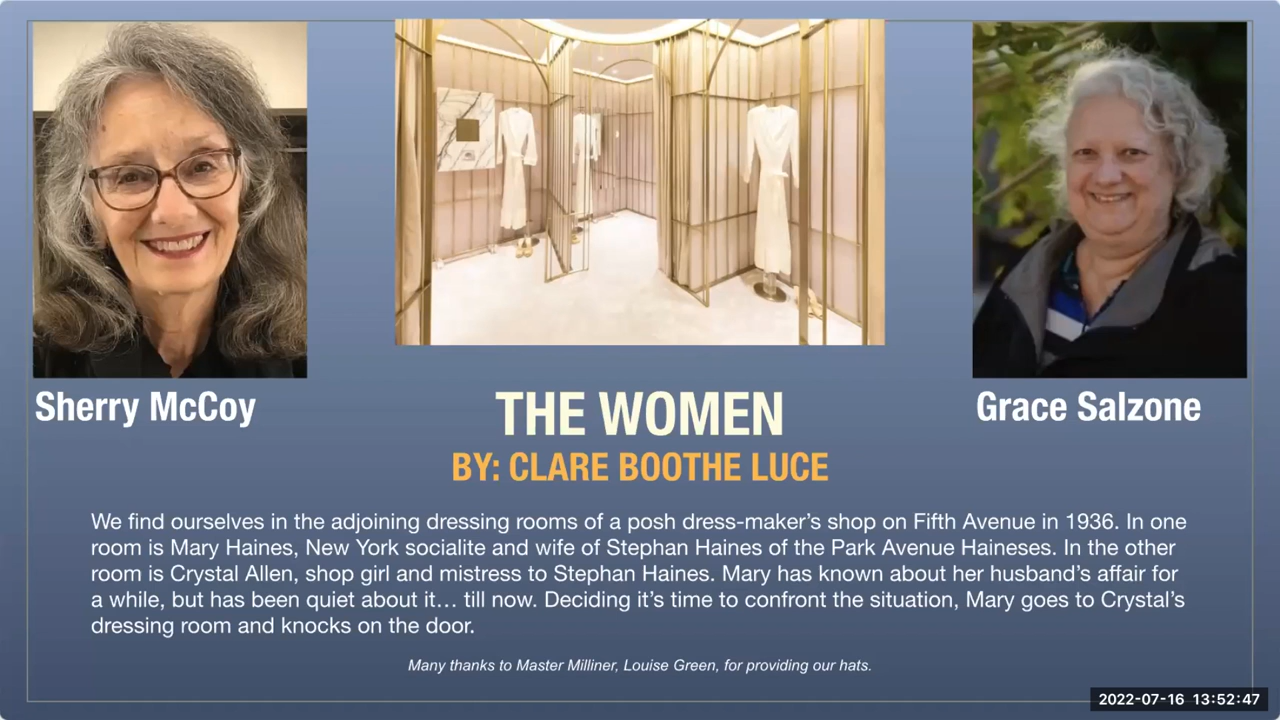 Sherry McCoy
Grace Salzone
THE WOMEN
BY: CLARE BOOTHE LUCE
We find ourselves in the adjoining dressing rooms of a posh dress-maker’s shop on Fifth Avenue in 1936. In one
room is Mary Haines, New York socialite and wife of Stephan Haines of the Park Avenue Haineses. In the other
room is Crystal Allen, shop girl and mistress to Stephan Haines. Mary has known about her husband’s affair for
a while, but has been quiet about it… till now. Deciding it’s time to confront the situation, Mary goes to Crystal’s
dressing room and knocks on the door.
Many thanks to Master Milliner, Louise Green, for providing our hats.
2022-07-16 13:52:47